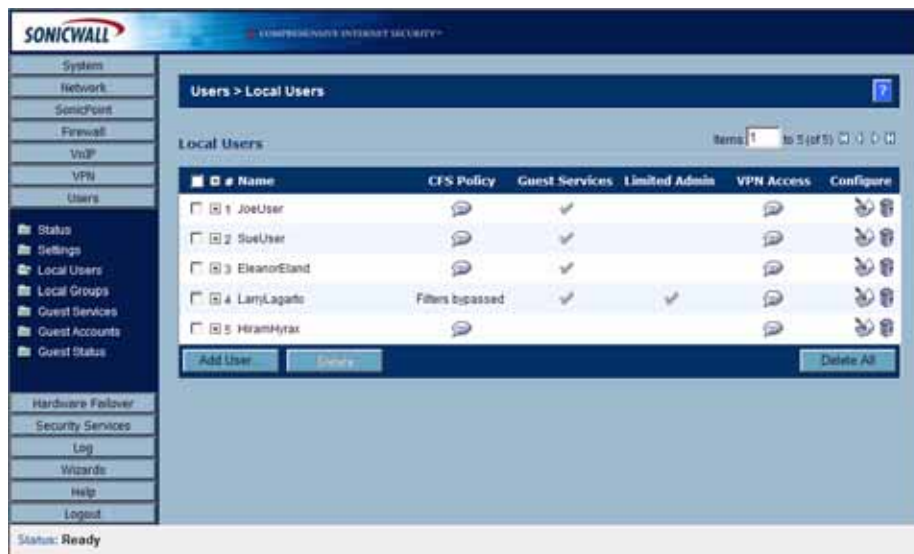 SONICWALL
COMPREHENSIVE INTERNET SECURITY™
System
Network
SonicPoint
Firewall
VoIP
VPN
Users
Status
Settings
Local Users
Local Groups
Guest Services
Guest Accounts
Guest Status
Hardware Failover
Security Services
Log
Wizards
Help
Logout
Users > Local Users ?
Local Users Items 1 to 5 (of 5)
# Name CFS Policy Guest Services Limited Admin VPN Access Configure
1 JoeUser
2 SueUser
3 EleanorEland
4 LarryLagarto Filters bypassed
5 HiramHyrax
Add User... Delete Delete All
Status: Ready